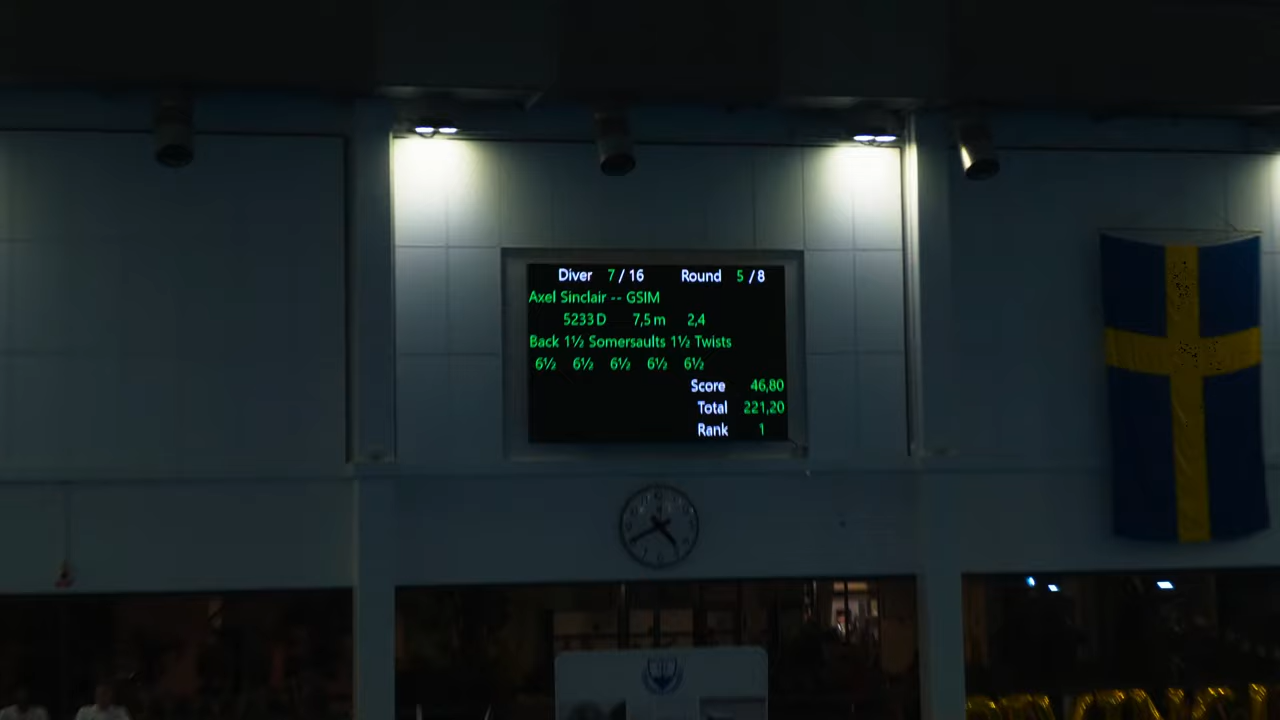 Diver 7 / 16 Round 5 / 8
Axel Sinclair -- GSIM
5233D 7,5 m 2,4
Back 1½ Somersaults 1½ Twists
6½ 6½ 6½ 6½ 6½
Score 46,80
Total 221,20
Rank 1